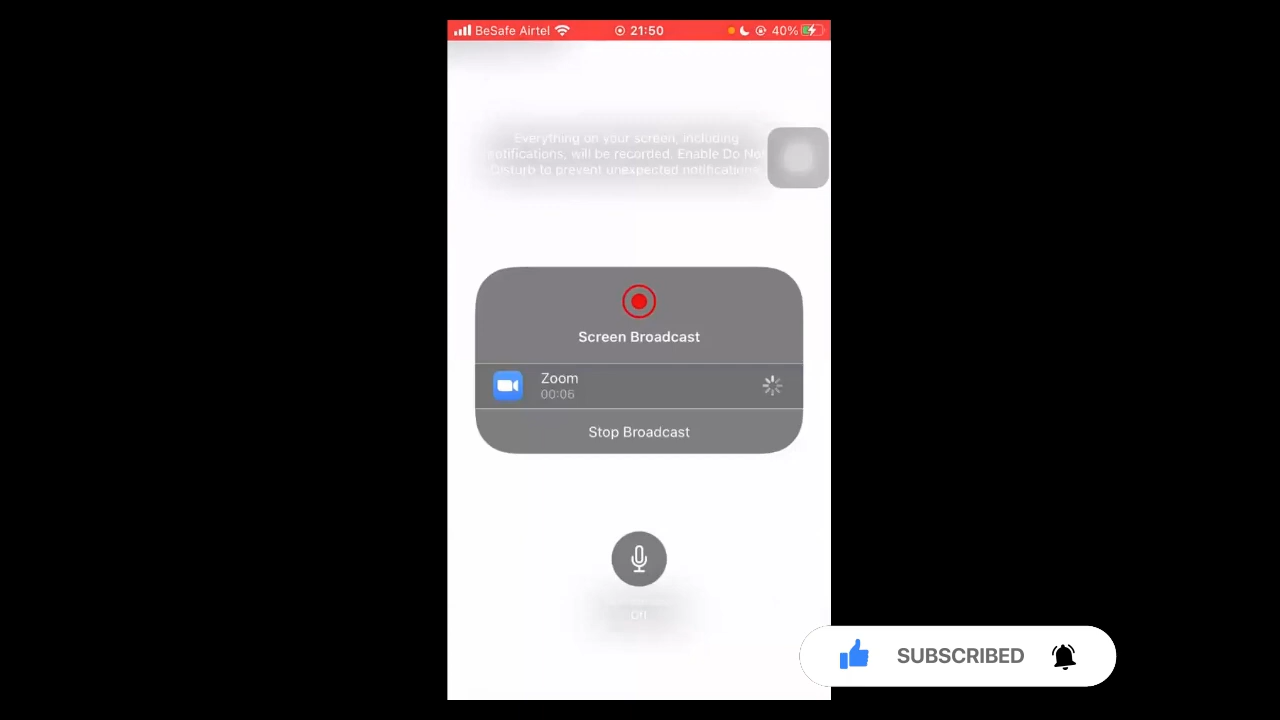 BeSafe Airtel 21:50 40%
Everything on your screen, including
notifications, will be recorded. Enable Do Not
Disturb to prevent unexpected notifications.
Screen Broadcast
Zoom
00:06
Stop Broadcast
Off
SUBSCRIBED